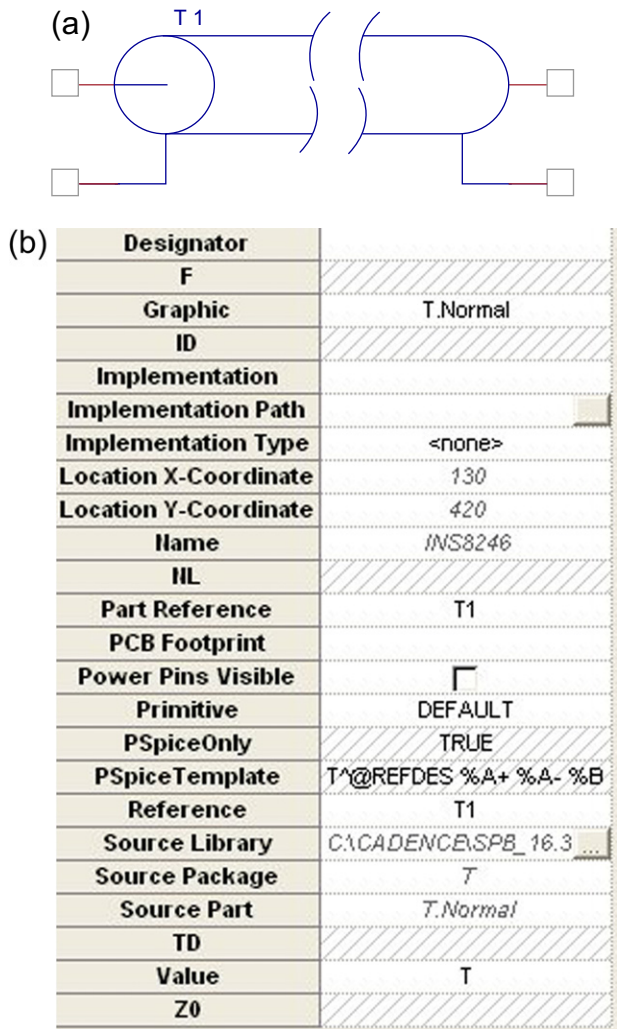 (a)
T 1
(b)
Designator
F
Graphic T.Normal
ID
Implementation
Implementation Path ...
Implementation Type <none>
Location X-Coordinate 130
Location Y-Coordinate 420
Name INS8246
NL
Part Reference T1
PCB Footprint
Power Pins Visible
Primitive DEFAULT
PSpiceOnly TRUE
PSpiceTemplate T^@REFDES %A+ %A- %B
Reference T1
Source Library C:\CADENCE\SPB_16.3 ...
Source Package T
Source Part T.Normal
TD
Value T
Z0